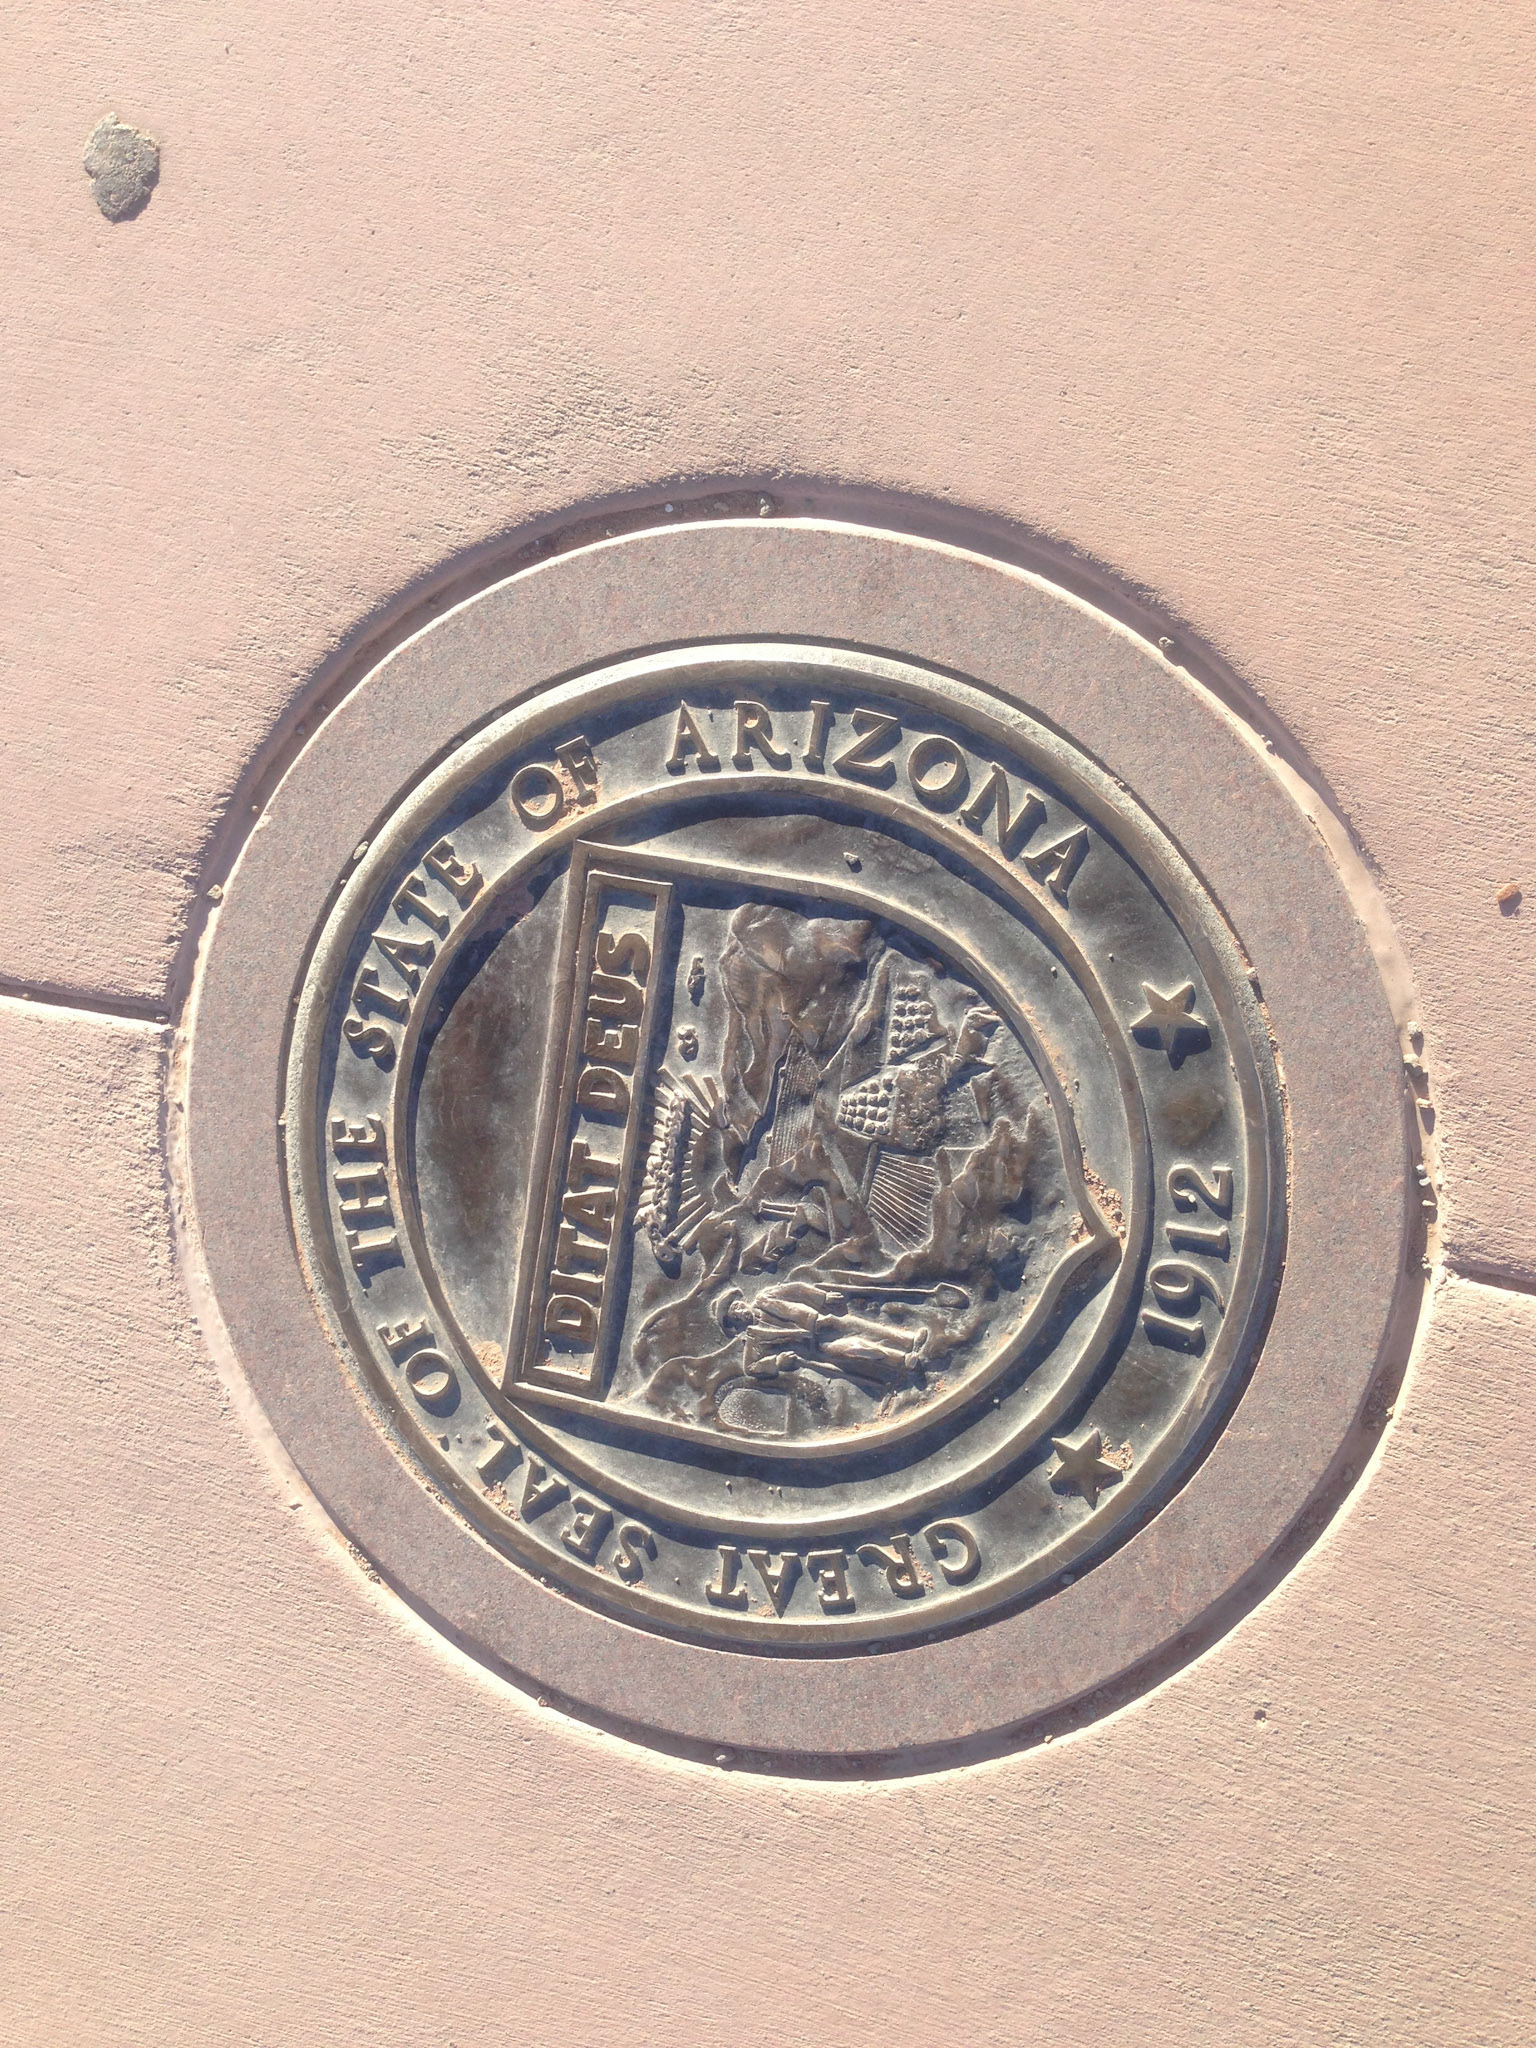 GREAT SEAL OF THE STATE OF ARIZONA
★ 1912 ★
DITAT DEUS